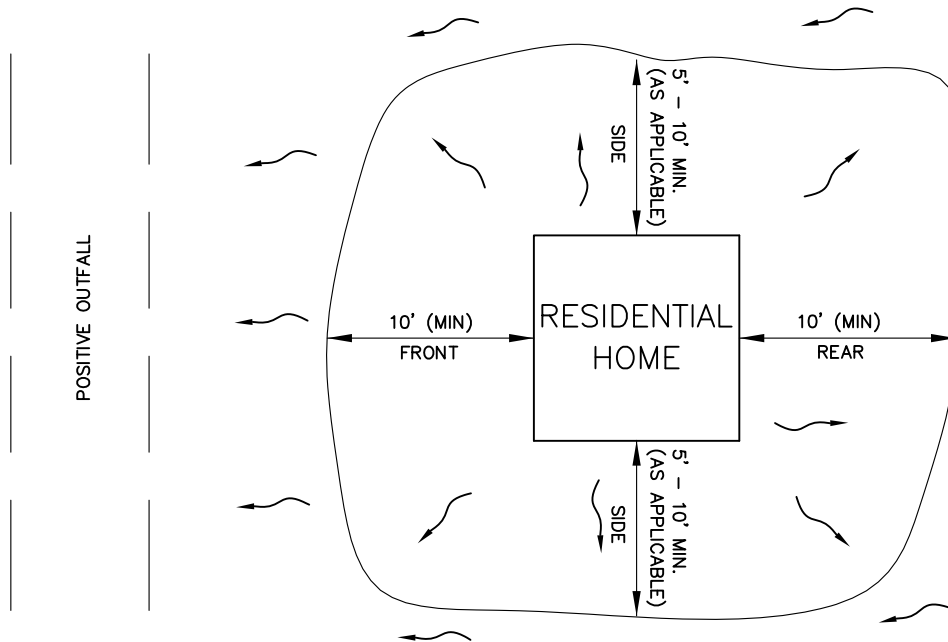 5' - 10' MIN.
(AS APPLICABLE)
SIDE
POSITIVE OUTFALL
10' (MIN)
FRONT
RESIDENTIAL
HOME
10' (MIN)
REAR
5' - 10' MIN.
(AS APPLICABLE)
SIDE